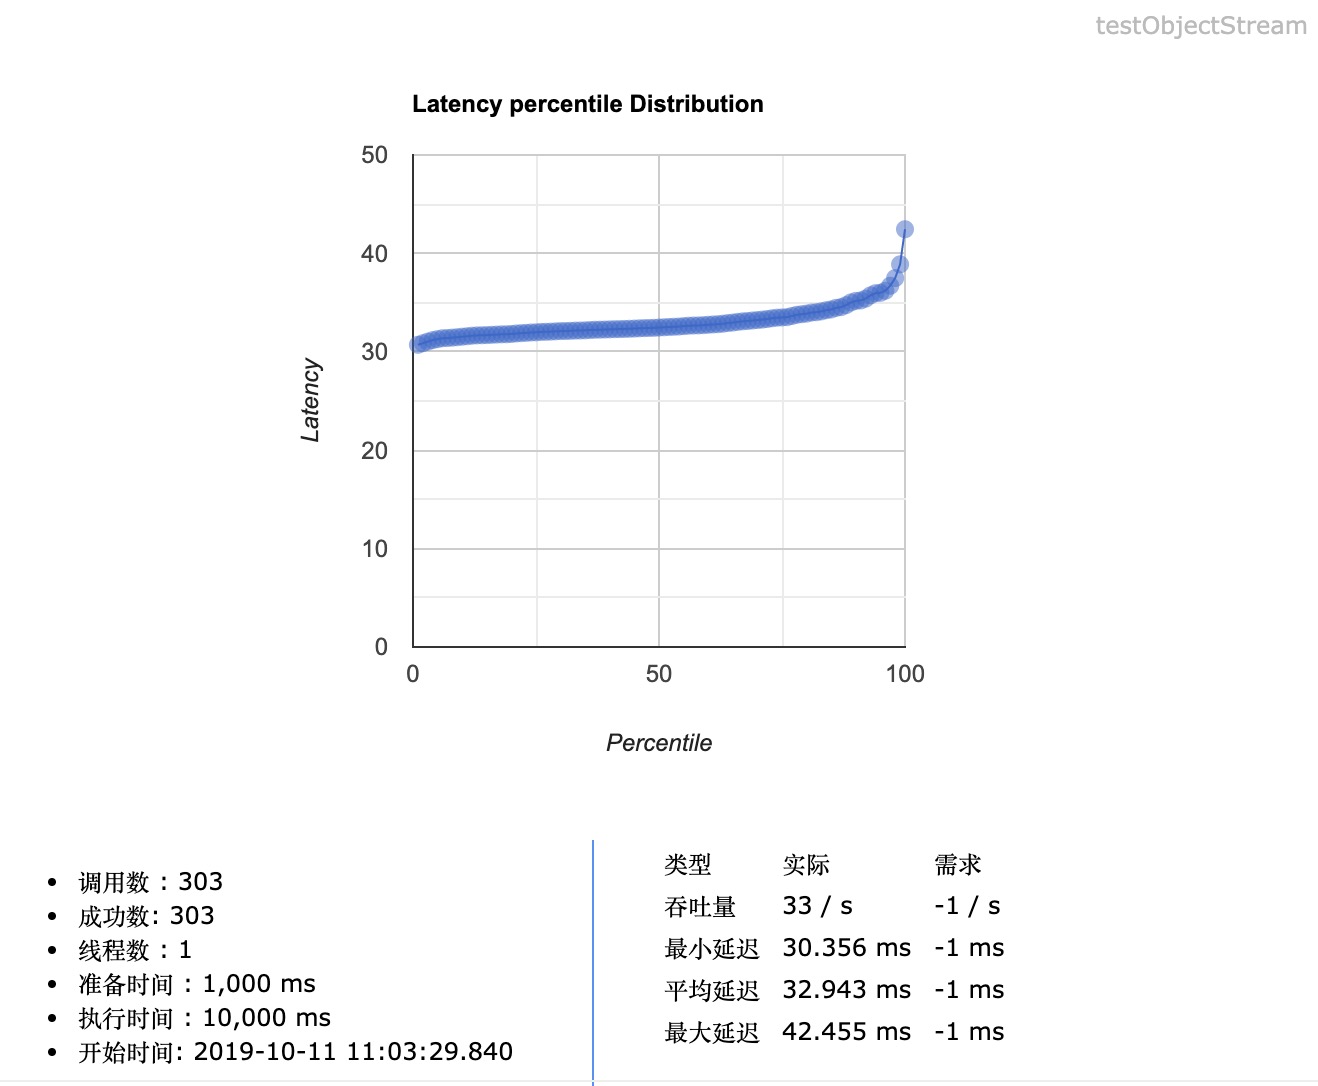 testObjectStream
Latency percentile Distribution
50
40
30
20
10
0
Latency
0 50 100
Percentile
调用数：303
成功数: 303
线程数：1
准备时间：1,000 ms
执行时间：10,000 ms
开始时间: 2019-10-11 11:03:29.840
类型 实际 需求
吞吐量 33 / s -1 / s
最小延迟 30.356 ms -1 ms
平均延迟 32.943 ms -1 ms
最大延迟 42.455 ms -1 ms